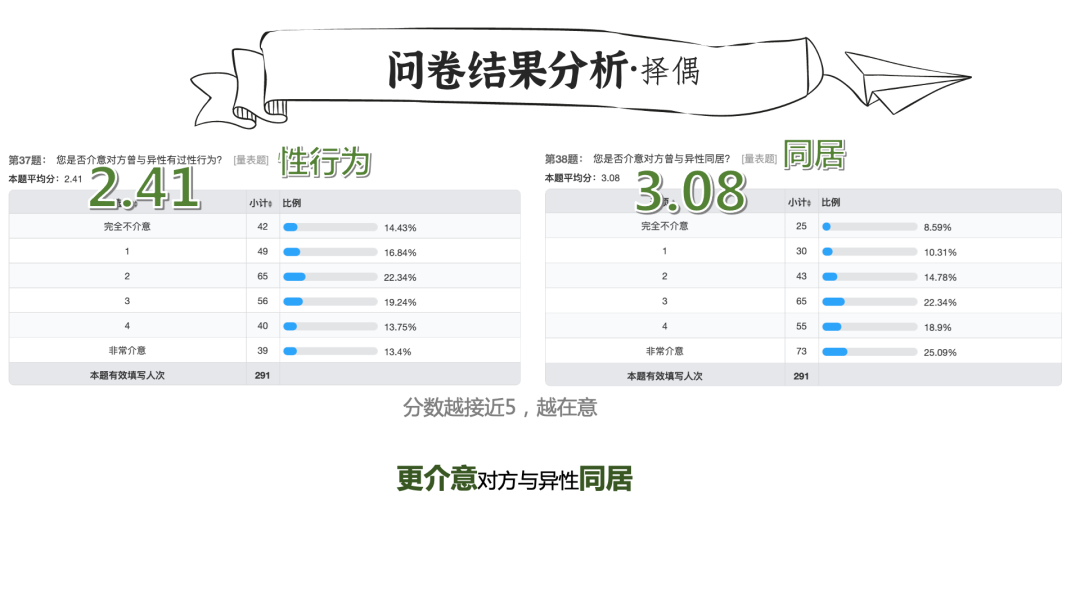 问卷结果分析·择偶
第37题： 您是否介意对方曾与异性有过性行为? [量表题]
性行为
本题平均分：2.41
2.41
小计 比例
完全不介意 42 14.43%
1 49 16.84%
2 65 22.34%
3 56 19.24%
4 40 13.75%
非常介意 39 13.4%
本题有效填写人次 291
第38题： 您是否介意对方曾与异性同居? [量表题]
同居
本题平均分：3.08
3.08
小计 比例
完全不介意 25 8.59%
1 30 10.31%
2 43 14.78%
3 65 22.34%
4 55 18.9%
非常介意 73 25.09%
本题有效填写人次 291
分数越接近5，越在意
更介意对方与异性同居